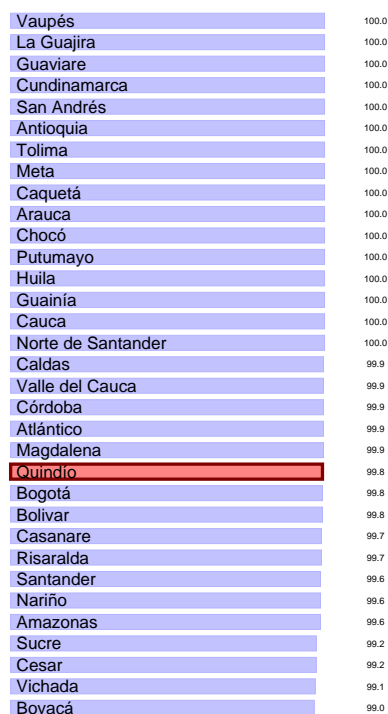 Vaupés 100.0
La Guajira 100.0
Guaviare 100.0
Cundinamarca 100.0
San Andrés 100.0
Antioquia 100.0
Tolima 100.0
Meta 100.0
Caquetá 100.0
Arauca 100.0
Chocó 100.0
Putumayo 100.0
Huila 100.0
Guainía 100.0
Cauca 100.0
Norte de Santander 100.0
Caldas 99.9
Valle del Cauca 99.9
Córdoba 99.9
Atlántico 99.9
Magdalena 99.9
Quindío 99.8
Bogotá 99.8
Bolivar 99.8
Casanare 99.7
Risaralda 99.7
Santander 99.6
Nariño 99.6
Amazonas 99.6
Sucre 99.2
Cesar 99.2
Vichada 99.1
Boyacá 99.0